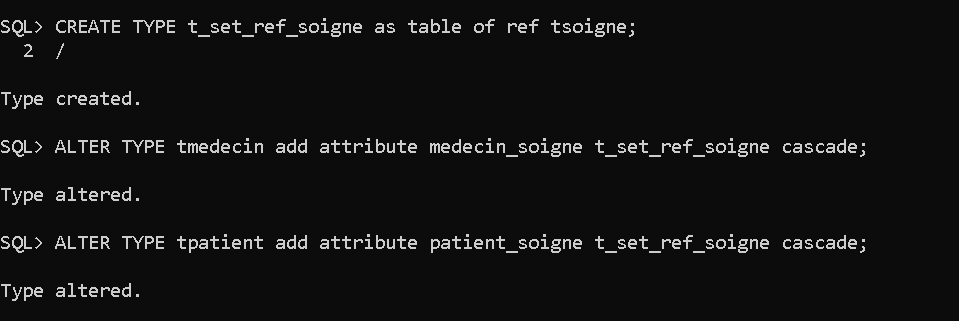 SQL> CREATE TYPE t_set_ref_soigne as table of ref tsoigne;
  2  /
Type created.
SQL> ALTER TYPE tmedecin add attribute medecin_soigne t_set_ref_soigne cascade;
Type altered.
SQL> ALTER TYPE tpatient add attribute patient_soigne t_set_ref_soigne cascade;
Type altered.